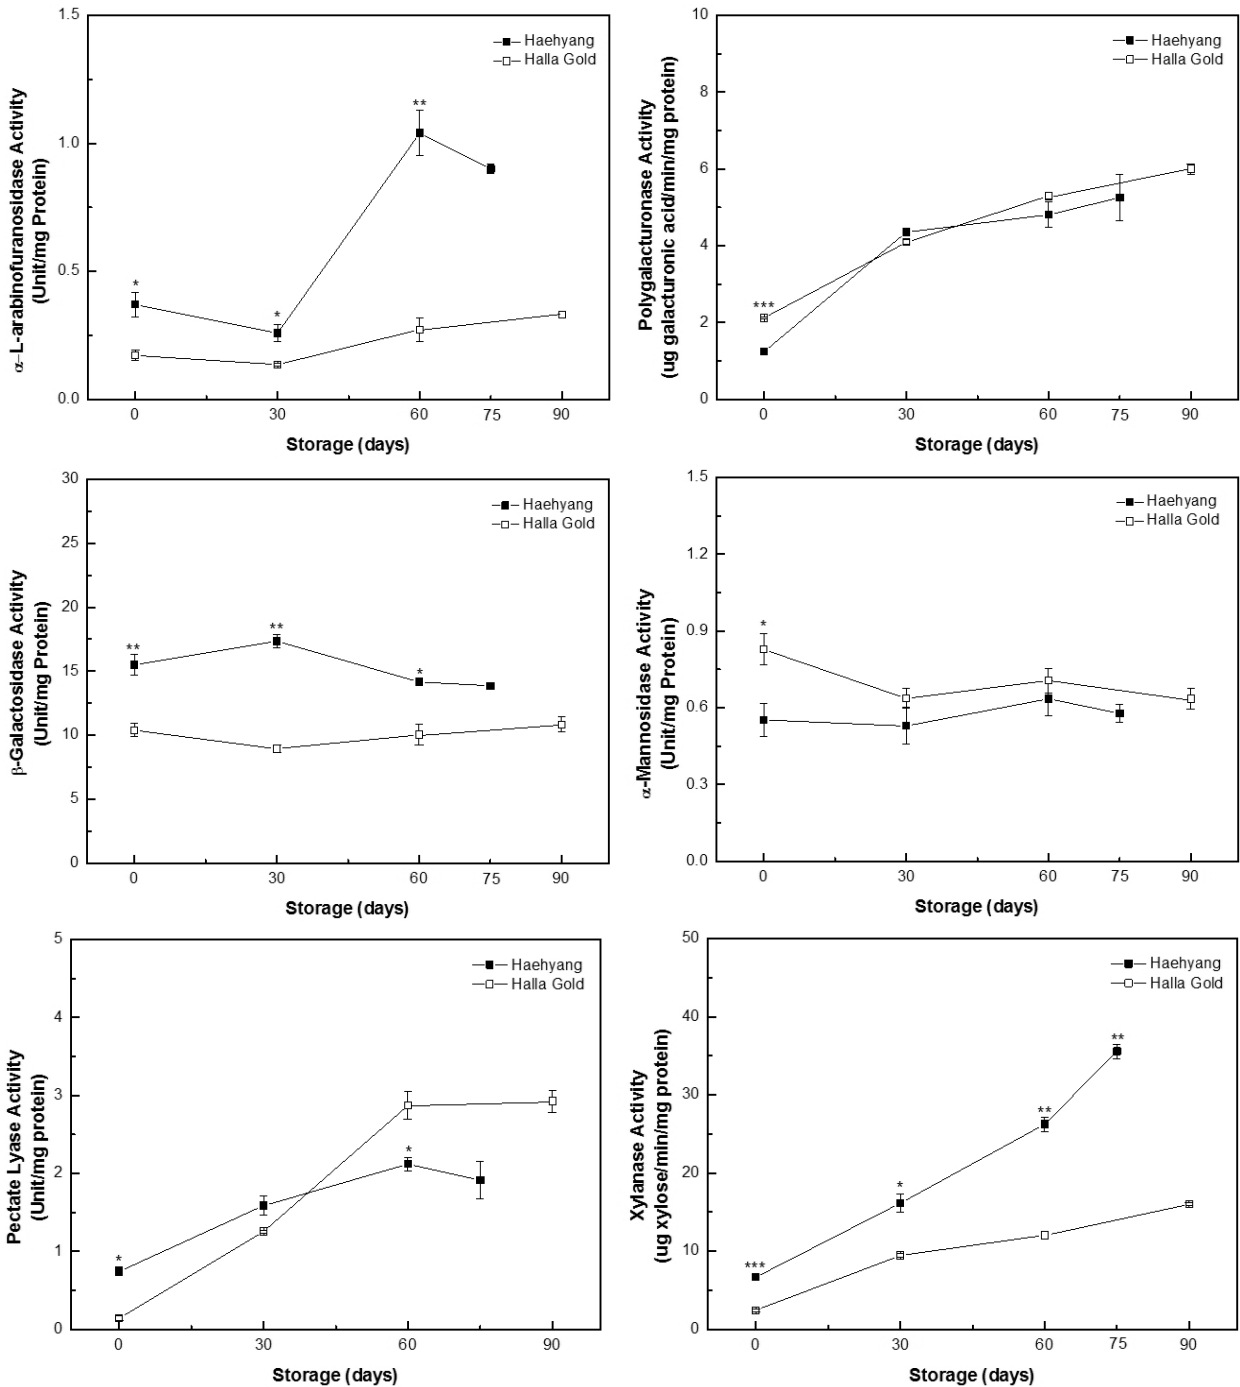 1.5
1.0
0.5
0.0
α–L-arabinofuranosidase Activity
(Unit/mg Protein)
Haehyang
Halla Gold
*
*
**
0 30 60 75 90
Storage (days)
10
8
6
4
2
0
Polygalacturonase Activity
(ug galacturonic acid/min/mg protein)
Haehyang
Halla Gold
***
0 30 60 75 90
Storage (days)
30
25
20
15
10
5
0
β-Galactosidase Activity
(Unit/mg Protein)
Haehyang
Halla Gold
**
**
*
0 30 60 75 90
Storage (days)
1.5
1.2
0.9
0.6
0.3
0.0
α-Mannosidase Activity
(Unit/mg Protein)
Haehyang
Halla Gold
*
0 30 60 75 90
Storage (days)
5
4
3
2
1
0
Pectate Lyase Activity
(Unit/mg protein)
Haehyang
Halla Gold
*
*
0 30 60 75 90
Storage (days)
50
40
30
20
10
0
Xylanase Activity
(ug xylose/min/mg protein)
Haehyang
Halla Gold
***
*
**
**
0 30 60 75 90
Storage (days)